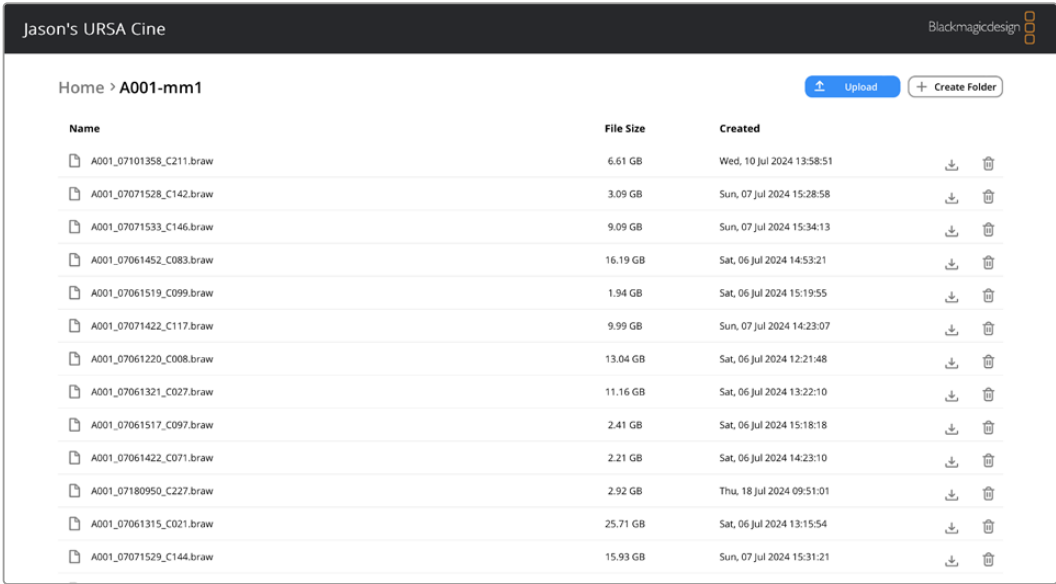 Jason's URSA Cine
Blackmagicdesign
Home > A001-mm1
Upload
+ Create Folder
Name File Size Created
A001_07101358_C211.braw 6.61 GB Wed, 10 Jul 2024 13:58:51
A001_07071528_C142.braw 3.09 GB Sun, 07 Jul 2024 15:28:58
A001_07071533_C146.braw 9.09 GB Sun, 07 Jul 2024 15:34:13
A001_07061452_C083.braw 16.19 GB Sat, 06 Jul 2024 14:53:21
A001_07061519_C099.braw 1.94 GB Sat, 06 Jul 2024 15:19:55
A001_07071422_C117.braw 9.99 GB Sun, 07 Jul 2024 14:23:07
A001_07061220_C008.braw 13.04 GB Sat, 06 Jul 2024 12:21:48
A001_07061321_C027.braw 11.16 GB Sat, 06 Jul 2024 13:22:10
A001_07061517_C097.braw 2.41 GB Sat, 06 Jul 2024 15:18:18
A001_07061422_C071.braw 2.21 GB Sat, 06 Jul 2024 14:23:10
A001_07180950_C227.braw 2.92 GB Thu, 18 Jul 2024 09:51:01
A001_07061315_C021.braw 25.71 GB Sat, 06 Jul 2024 13:15:54
A001_07071529_C144.braw 15.93 GB Sun, 07 Jul 2024 15:31:21